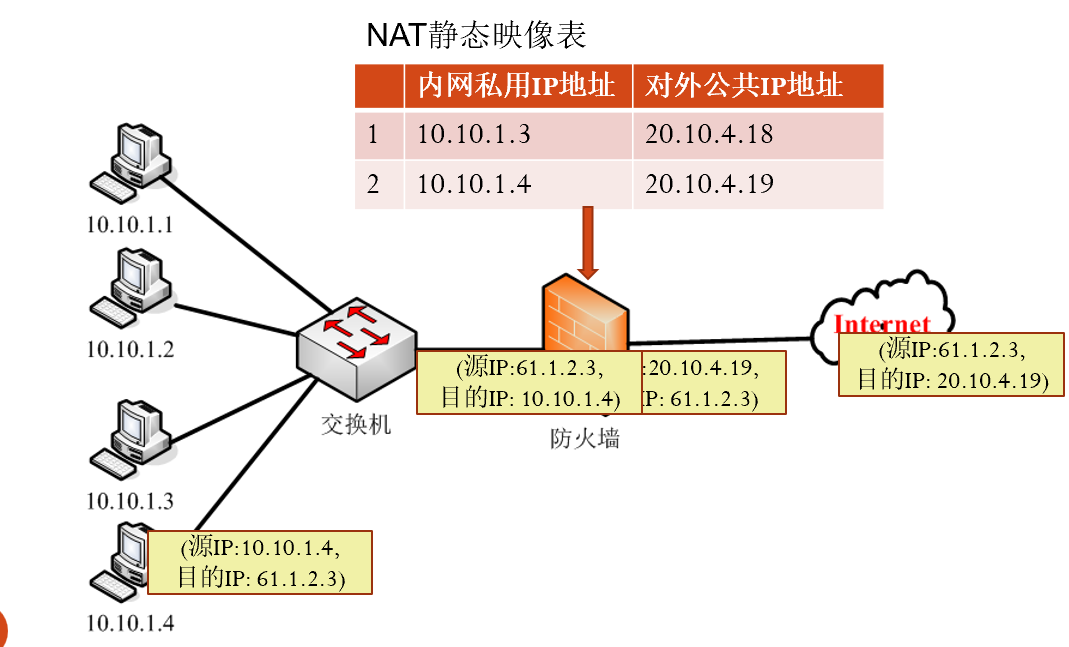 NAT静态映像表
内网私用IP地址 对外公共IP地址
1 10.10.1.3 20.10.4.18
2 10.10.1.4 20.10.4.19
10.10.1.1
10.10.1.2
10.10.1.3
10.10.1.4
交换机
防火墙
Internet
(源IP:61.1.2.3,
目的IP: 10.10.1.4)
:20.10.4.19,
IP: 61.1.2.3)
(源IP:61.1.2.3,
目的IP: 20.10.4.19)
(源IP:10.10.1.4,
目的IP: 61.1.2.3)